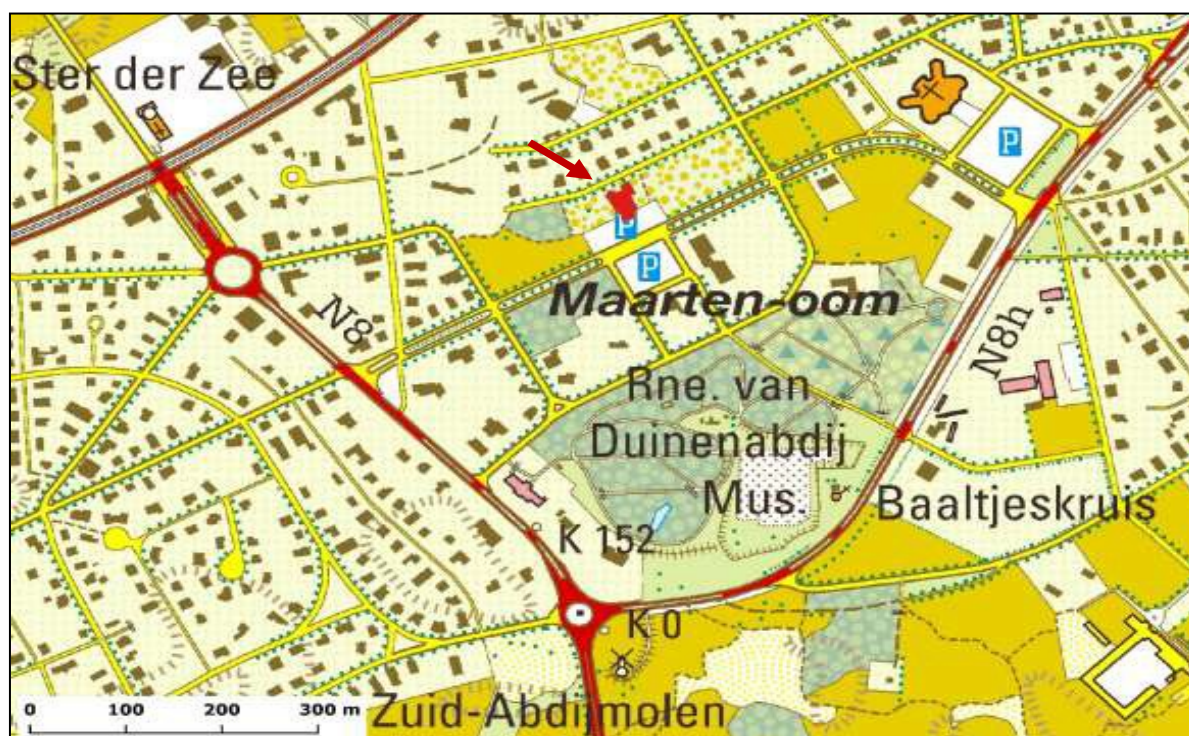 Ster der Zee
P
P
P
Maarten-oom
N8
N8h
Rne. van
Duinenabdij
Mus.
Baaltjeskruis
K 152
K 0
Zuid-Abdijmolen
0 100 200 300 m